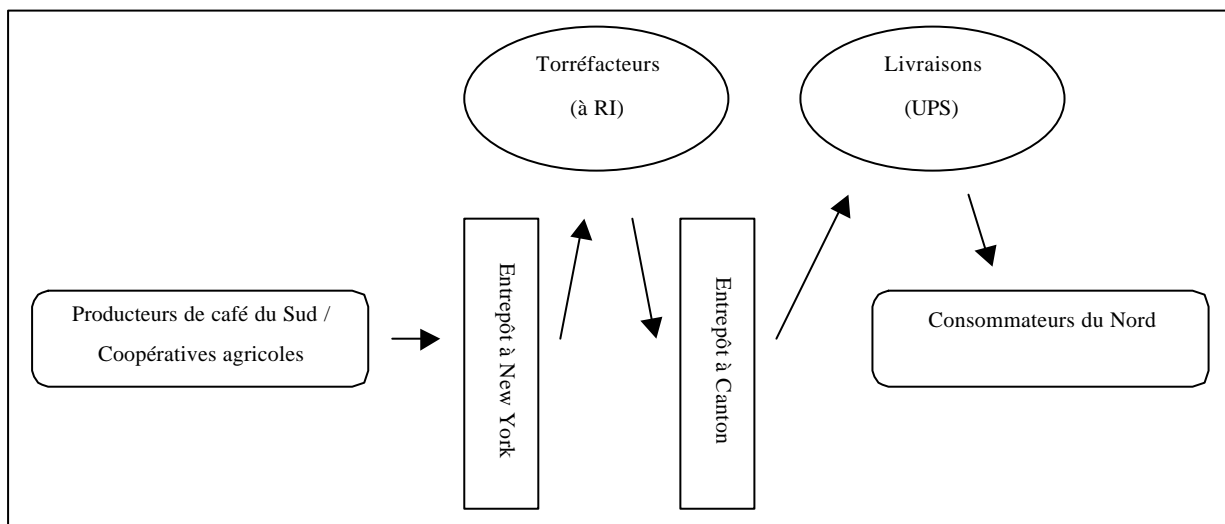 Torréfacteurs
(à RI)
Livraisons
(UPS)
Producteurs de café du Sud /
Coopératives agricoles
Entrepôt à New York
Entrepôt à Canton
Consommateurs du Nord